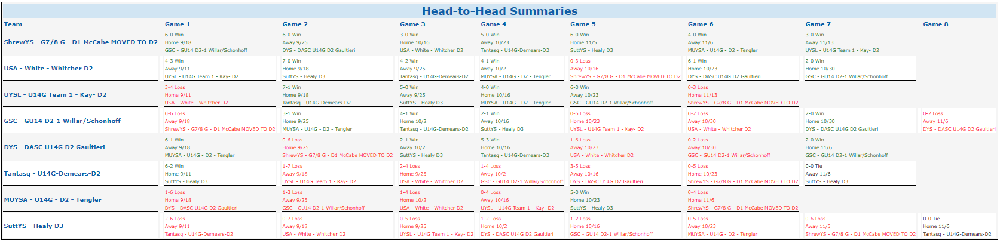 Head-to-Head Summaries
Team Game 1 Game 2 Game 3 Game 4 Game 5 Game 6 Game 7 Game 8
6-0 Win 6-0 Win 3-0 Win 5-0 Win 6-0 Win 4-0 Win 3-0 Win
ShrewYS - G7/8 G - D1 McCabe MOVED TO D2 Home 9/18 Away 9/25 Home 10/16 Away 10/23 Home 11/5 Away 11/6 Away 11/13
GSC - GU14 D2-1 Willar/Schonhoff DYS - DASC U14G D2 Gaultieri USA - White - Whitcher D2 Tantasq - U14G-Demears-D2 SuttYS - Healy D3 MUYSA - U14G - D2 - Tengler UYSL - U14G Team 1 - Kay- D2
4-3 Win 7-0 Win 4-2 Win 4-1 Win 0-3 Loss 6-1 Win 2-0 Win
USA - White - Whitcher D2 Away 9/11 Home 9/18 Away 9/25 Away 10/2 Away 10/16 Home 10/23 Home 10/30
UYSL - U14G Team 1 - Kay- D2 SuttYS - Healy D3 Tantasq - U14G-Demears-D2 MUYSA - U14G - D2 - Tengler ShrewYS - G7/8 G - D1 McCabe MOVED TO D2 DYS - DASC U14G D2 Gaultieri GSC - GU14 D2-1 Willar/Schonhoff
3-4 Loss 7-1 Win 5-0 Win 4-0 Win 6-0 Win 0-3 Loss
UYSL - U14G Team 1 - Kay- D2 Home 9/11 Home 9/18 Away 9/25 Home 10/16 Away 10/23 Home 11/13
USA - White - Whitcher D2 Tantasq - U14G-Demears-D2 SuttYS - Healy D3 MUYSA - U14G - D2 - Tengler GSC - GU14 D2-1 Willar/Schonhoff ShrewYS - G7/8 G - D1 McCabe MOVED TO D2
0-6 Loss 3-1 Win 4-1 Win 2-1 Win 0-6 Loss 0-2 Loss 2-0 Win 0-2 Loss
GSC - GU14 D2-1 Willar/Schonhoff Away 9/18 Home 9/25 Home 10/2 Away 10/16 Home 10/23 Away 10/30 Home 10/30 Away 11/6
ShrewYS - G7/8 G - D1 McCabe MOVED TO D2 MUYSA - U14G - D2 - Tengler Tantasq - U14G-Demears-D2 SuttYS - Healy D3 UYSL - U14G Team 1 - Kay- D2 USA - White - Whitcher D2 DYS - DASC U14G D2 Gaultieri DYS - DASC U14G D2 Gaultieri
6-1 Win 0-6 Loss 2-1 Win 5-3 Win 1-6 Loss 0-2 Loss 2-0 Win
DYS - DASC U14G D2 Gaultieri Away 9/18 Home 9/25 Away 10/2 Home 10/16 Away 10/23 Away 10/30 Home 11/6
MUYSA - U14G - D2 - Tengler ShrewYS - G7/8 G - D1 McCabe MOVED TO D2 SuttYS - Healy D3 Tantasq - U14G-Demears-D2 USA - White - Whitcher D2 GSC - GU14 D2-1 Willar/Schonhoff GSC - GU14 D2-1 Willar/Schonhoff
6-2 Win 1-7 Loss 2-4 Loss 1-4 Loss 3-5 Loss 0-5 Loss 0-0 Tie
Tantasq - U14G-Demears-D2 Home 9/11 Away 9/18 Home 9/25 Away 10/2 Away 10/16 Home 10/23 Away 11/6
SuttYS - Healy D3 UYSL - U14G Team 1 - Kay- D2 USA - White - Whitcher D2 GSC - GU14 D2-1 Willar/Schonhoff DYS - DASC U14G D2 Gaultieri ShrewYS - G7/8 G - D1 McCabe MOVED TO D2 SuttYS - Healy D3
1-6 Loss 1-3 Loss 1-4 Loss 0-4 Loss 5-0 Win 0-4 Loss
MUYSA - U14G - D2 - Tengler Home 9/18 Away 9/25 Home 10/2 Away 10/16 Home 10/23 Home 11/6
DYS - DASC U14G D2 Gaultieri GSC - GU14 D2-1 Willar/Schonhoff USA - White - Whitcher D2 UYSL - U14G Team 1 - Kay- D2 SuttYS - Healy D3 ShrewYS - G7/8 G - D1 McCabe MOVED TO D2
2-6 Loss 0-7 Loss 0-5 Loss 1-2 Loss 1-2 Loss 0-5 Loss 0-6 Loss 0-0 Tie
SuttYS - Healy D3 Away 9/11 Away 9/18 Home 9/25 Home 10/2 Home 10/16 Away 10/23 Away 11/5 Home 11/6
Tantasq - U14G-Demears-D2 USA - White - Whitcher D2 UYSL - U14G Team 1 - Kay- D2 DYS - DASC U14G D2 Gaultieri GSC - GU14 D2-1 Willar/Schonhoff MUYSA - U14G - D2 - Tengler ShrewYS - G7/8 G - D1 McCabe MOVED TO D2 Tantasq - U14G-Demears-D2